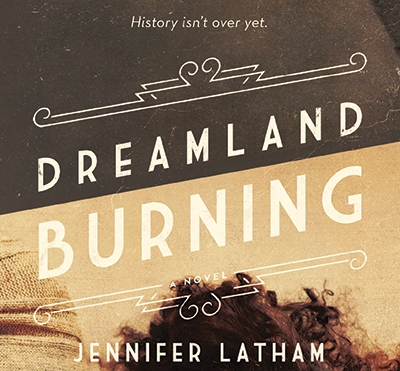 History isn't over yet.
DREAMLAND
BURNING
A NOVEL
JENNIFER LATHAM